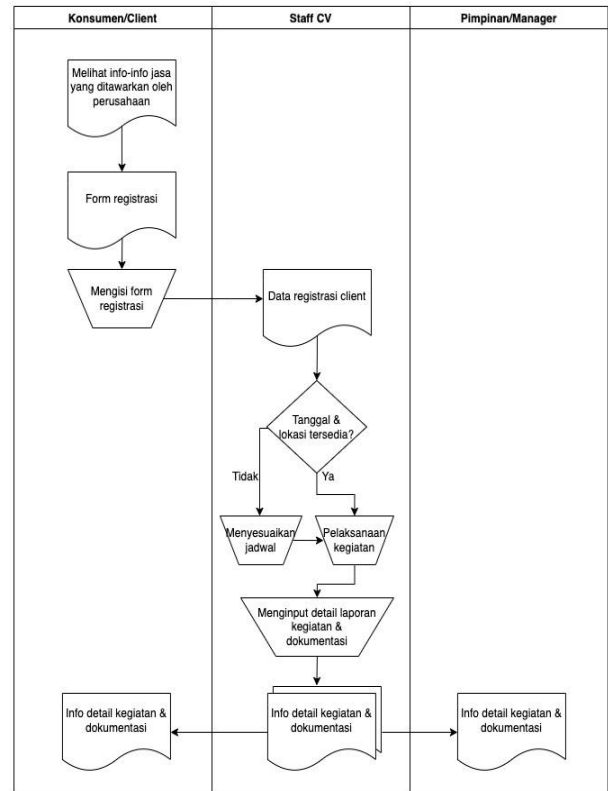 Konsumen/Client
Staff CV
Pimpinan/Manager
Melihat info-info jasa
yang ditawarkan oleh
perusahaan
Form registrasi
Mengisi form
registrasi
Data registrasi client
Tanggal &
lokasi tersedia?
Tidak
Ya
Menyesuaikan
jadwal
Pelaksanaan
kegiatan
Menginput detail laporan
kegiatan &
dokumentasi
Info detail kegiatan &
dokumentasi
Info detail kegiatan &
dokumentasi
Info detail kegiatan &
dokumentasi